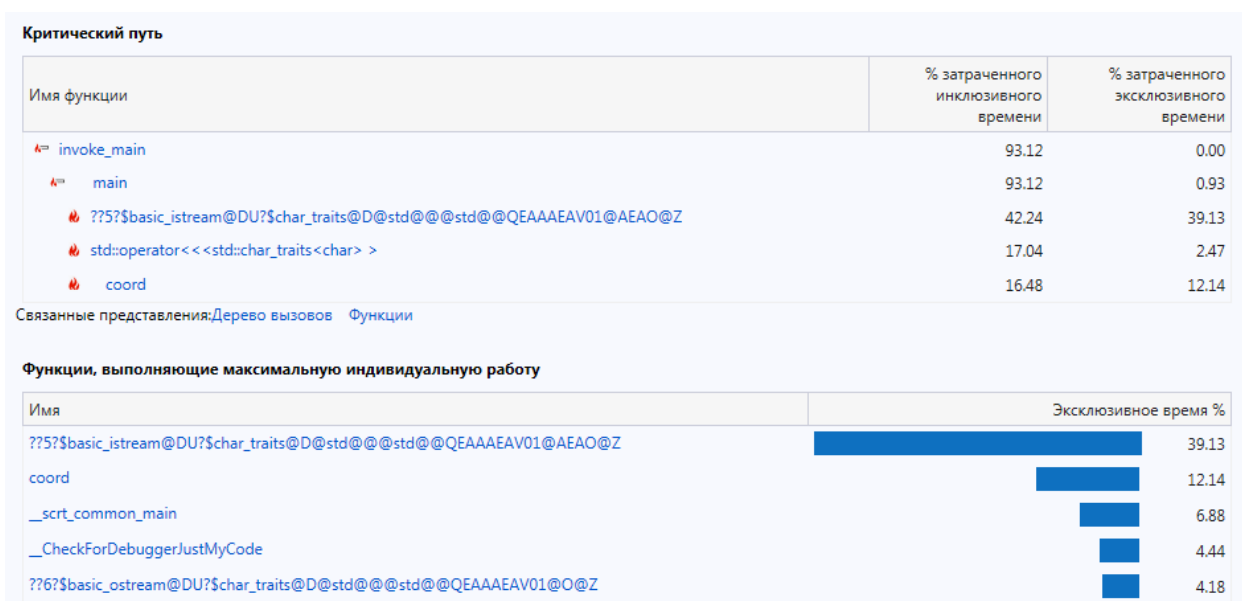 Критический путь
Имя функции
% затраченного инклюзивного времени
% затраченного эксклюзивного времени
invoke_main 93.12 0.00
main 93.12 0.93
??5?$basic_istream@DU?$char_traits@D@std@@@std@@QEAAAEAV01@AEAO@Z 42.24 39.13
std::operator<<<std::char_traits<char> > 17.04 2.47
coord 16.48 12.14
Связанные представления:Дерево вызовов Функции
Функции, выполняющие максимальную индивидуальную работу
Имя Эксклюзивное время %
??5?$basic_istream@DU?$char_traits@D@std@@@std@@QEAAAEAV01@AEAO@Z 39.13
coord 12.14
__scrt_common_main 6.88
__CheckForDebuggerJustMyCode 4.44
??6?$basic_ostream@DU?$char_traits@D@std@@@std@@QEAAAEAV01@O@Z 4.18